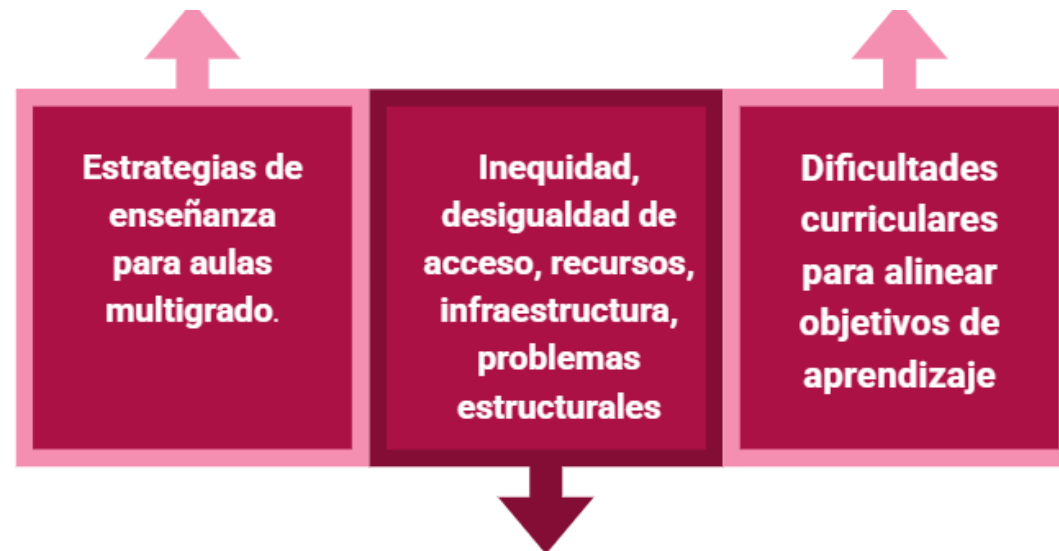 Estrategias de
enseñanza
para aulas
multigrado.
Inequidad,
desigualdad de
acceso, recursos,
infraestructura,
problemas
estructurales
Dificultades
curriculares
para alinear
objetivos de
aprendizaje